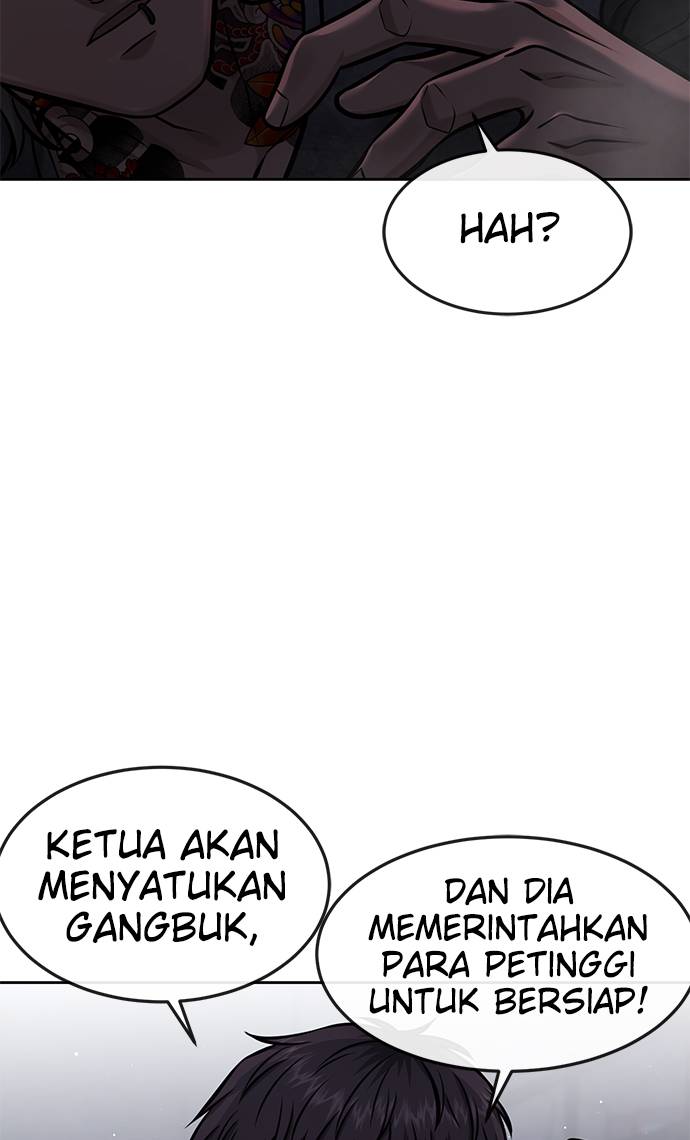 HAH?
KETUA AKAN
MENYATUKAN
GANGBUK,
DAN DIA
MEMERINTAHKAN
PARA PETINGGI
UNTUK BERSIAP!